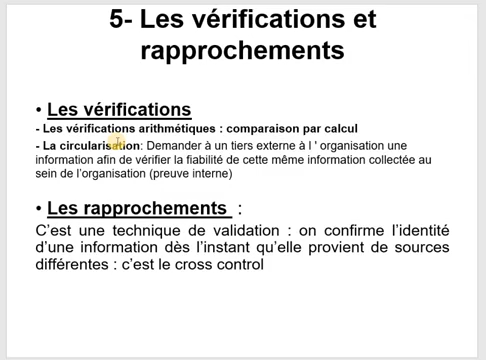 5- Les vérifications et
rapprochements
• Les vérifications
- Les vérifications arithmétiques : comparaison par calcul
- La circularisation: Demander à un tiers externe à l ' organisation une
information afin de vérifier la fiabilité de cette même information collectée au
sein de l'organisation (preuve interne)
• Les rapprochements :
C'est une technique de validation : on confirme l'identité
d'une information dès l'instant qu'elle provient de sources
différentes : c'est le cross control